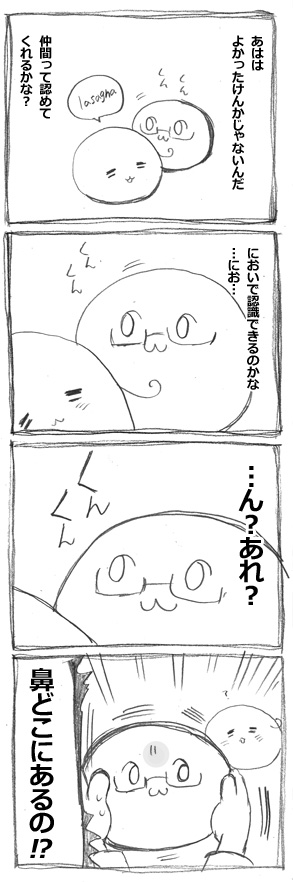 あはは
よかったけんかじゃないんだ
仲間って認めて
くれるかな？
lasagna
くん
くん
においで認識できるのかな
…にお…
くん
くん
…ん？あれ？
くん
くん
鼻どこにあるの!?